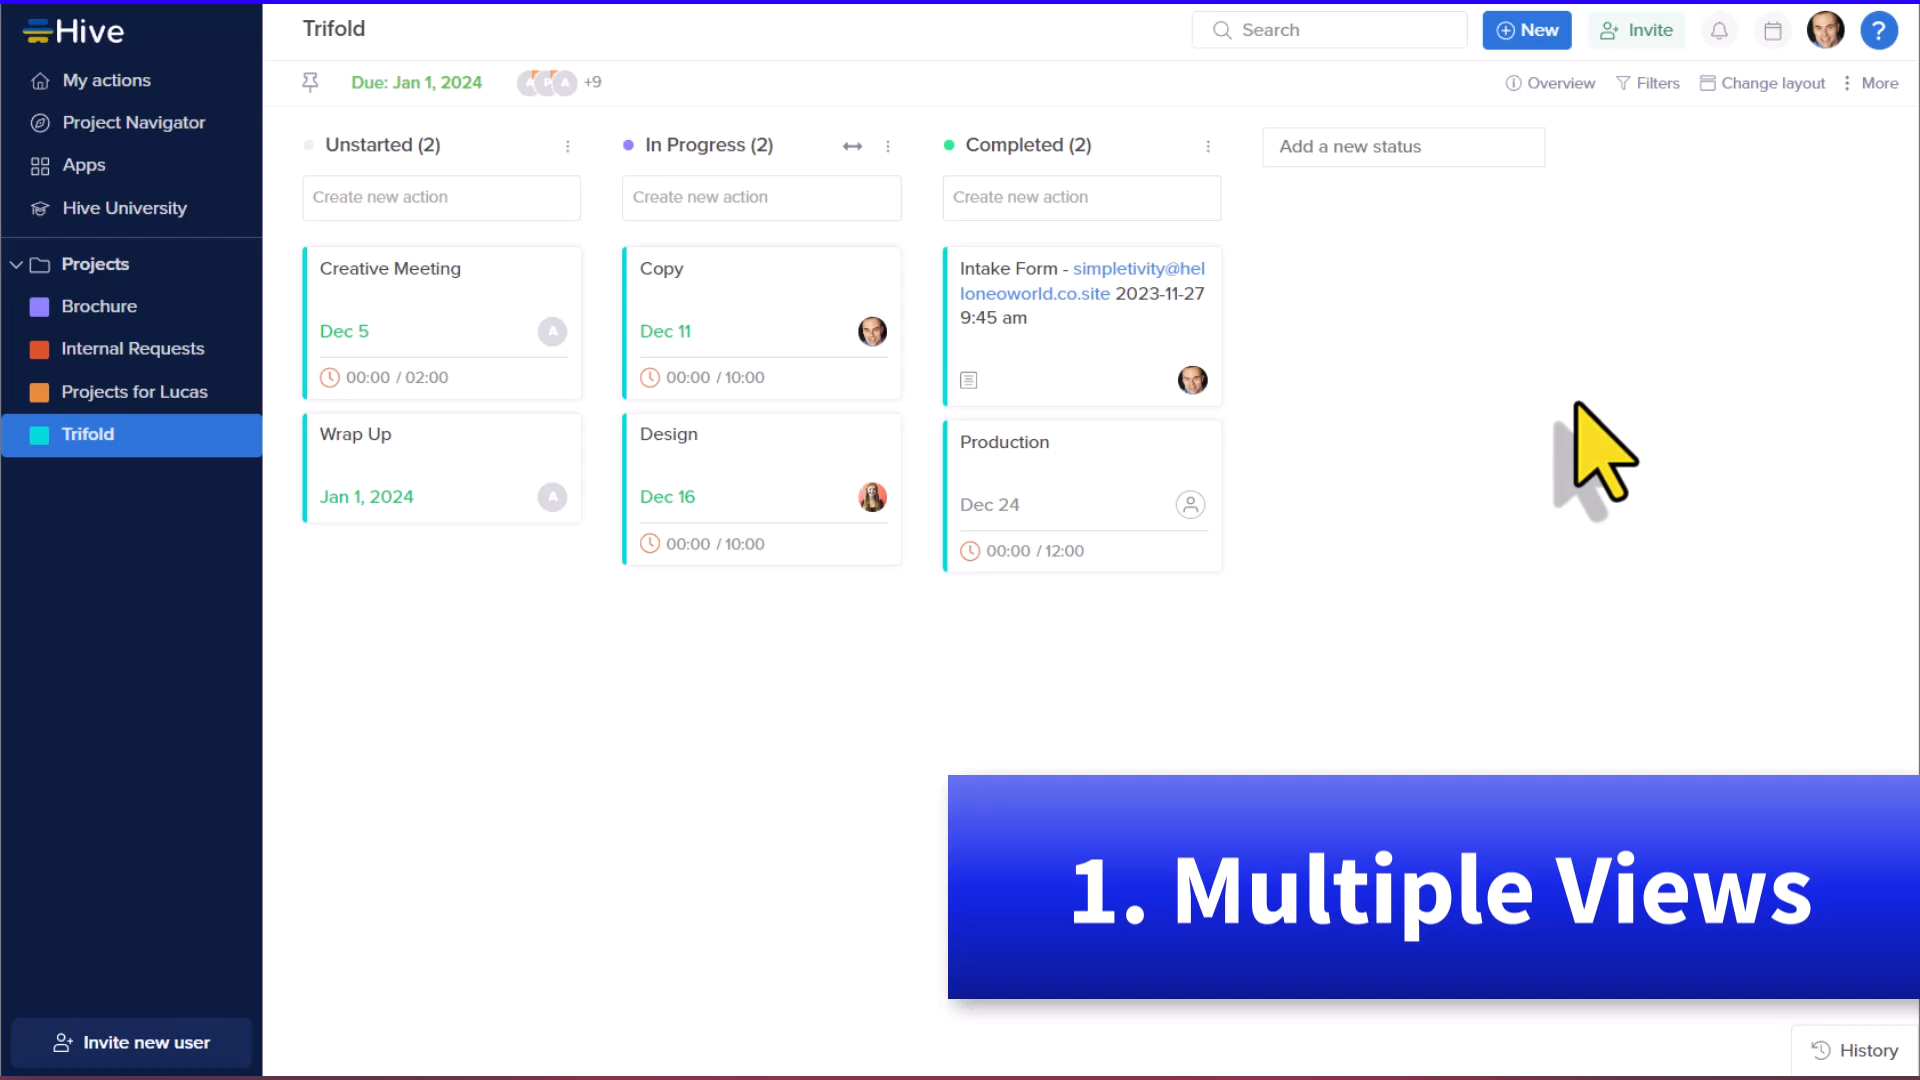 Hive
My actions
Project Navigator
Apps
Hive University
Projects
Brochure
Internal Requests
Projects for Lucas
Trifold
Invite new user
Trifold
Search
New
Invite
?
Due: Jan 1, 2024
A P A +9
Overview
Filters
Change layout
More
Unstarted (2)
Create new action
Creative Meeting
Dec 5
A
00:00 / 02:00
Wrap Up
Jan 1, 2024
A
In Progress (2)
Create new action
Copy
Dec 11
00:00 / 10:00
Design
Dec 16
00:00 / 10:00
Completed (2)
Create new action
Intake Form - simpletivity@hel
loneoworld.co.site 2023-11-27
9:45 am
Production
Dec 24
00:00 / 12:00
Add a new status
1. Multiple Views
History